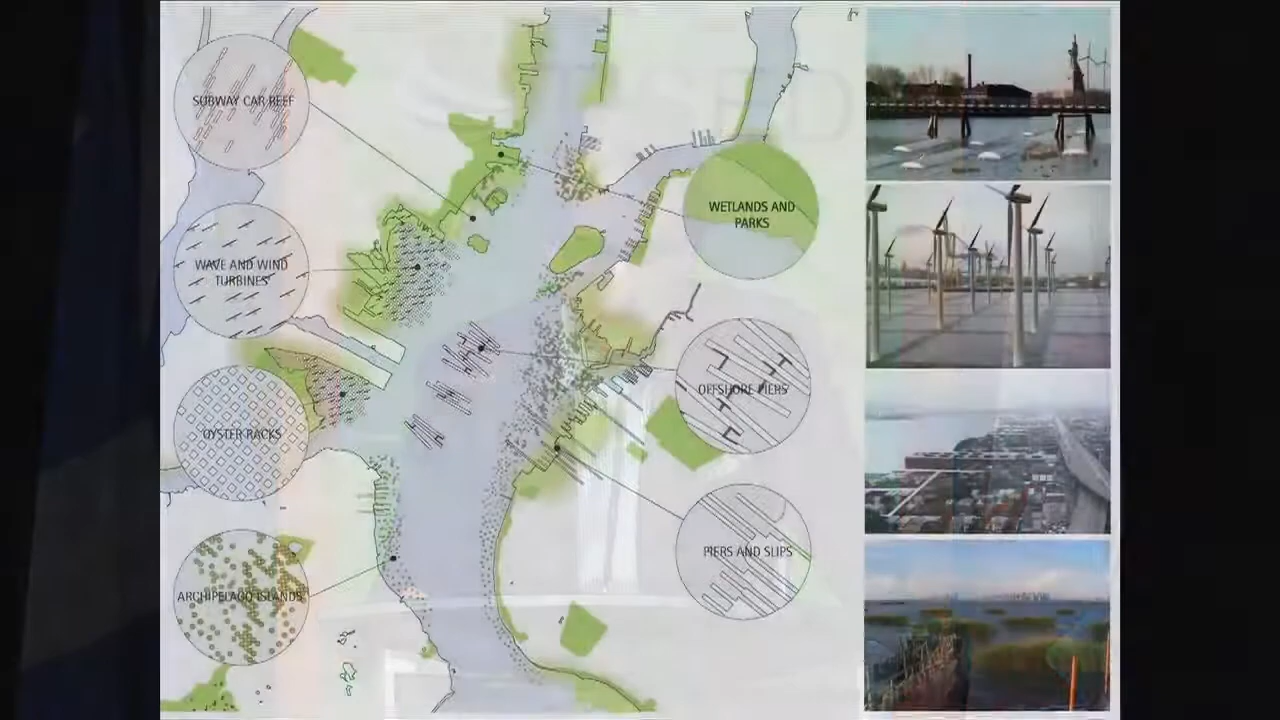 SUBWAY CAR REEF
WAVE AND WIND
TURBINES
OYSTER RACKS
ARCHIPELAGO ISLANDS
WETLANDS AND
PARKS
OFFSHORE PIERS
PIERS AND SLIPS